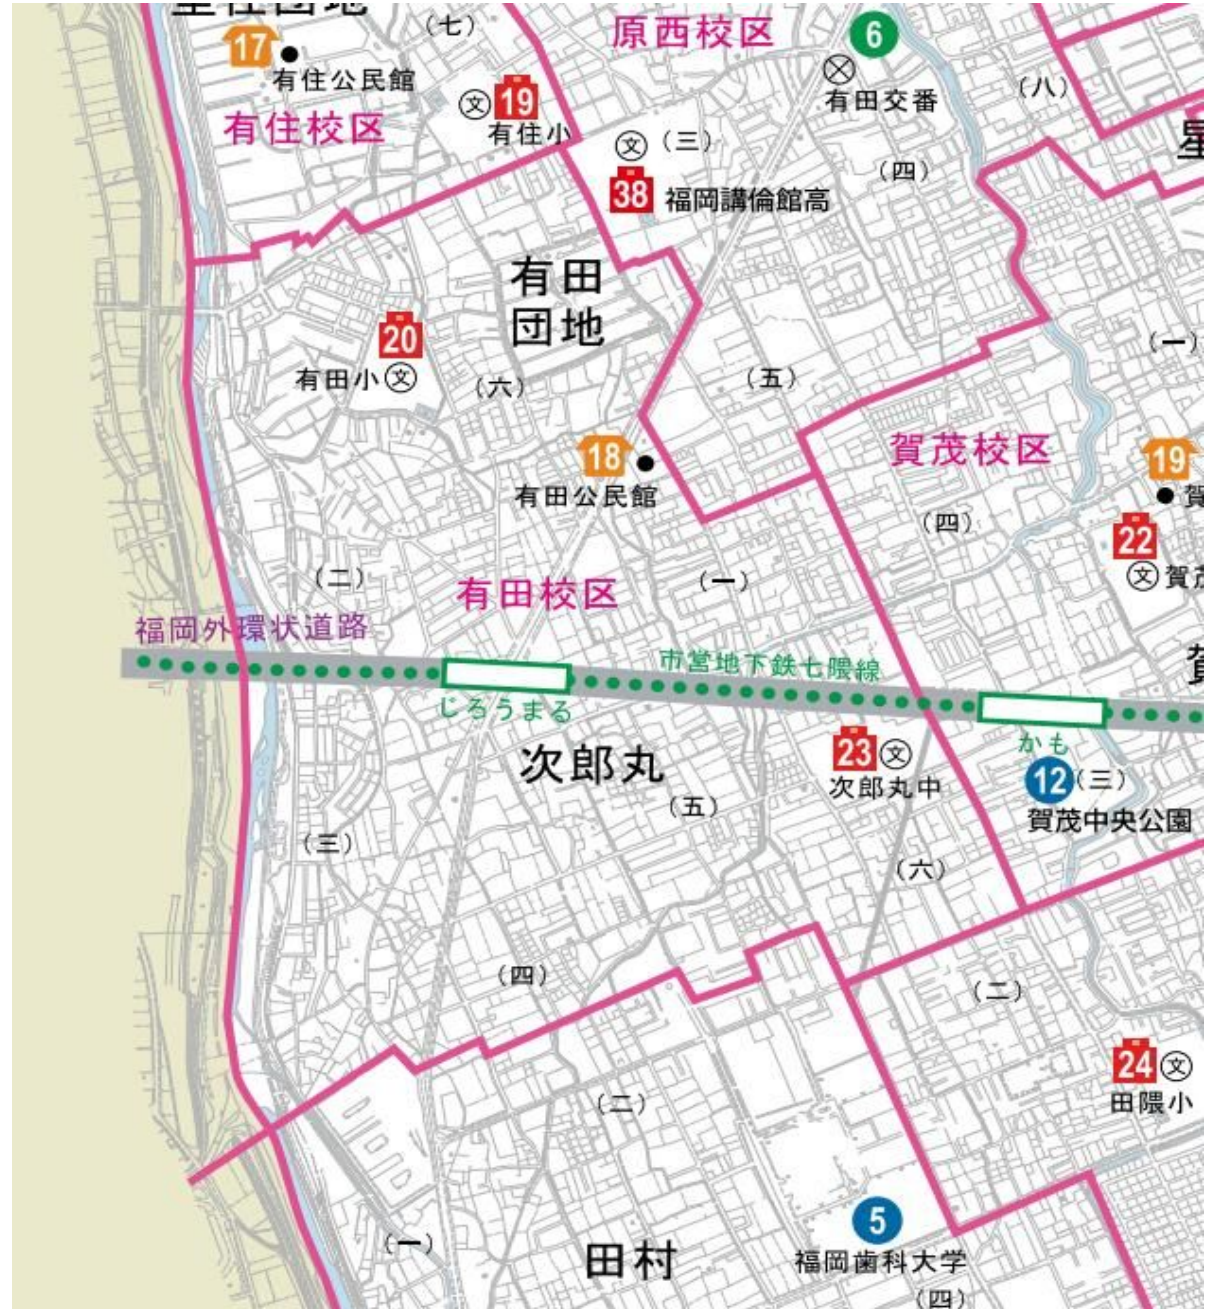 (七)
原西校区
6
17
有住公民館
有田交番
(八)
19
文
有住校区
有住小
文
(三)
(四)
38
福岡講倫館高
有田
団地
20
有田小
文
(六)
(五)
(一)
賀茂校区
18
有田公民館
19
(四)
22
文
(二)
有田校区
(一)
福岡外環状道路
市営地下鉄七隈線
じろうまる
かも
次郎丸
23
文
次郎丸中
12
(三)
賀茂中央公園
(五)
(三)
(六)
(四)
(二)
24
文
田隈小
(二)
5
福岡歯科大学
(一)
田村
(四)